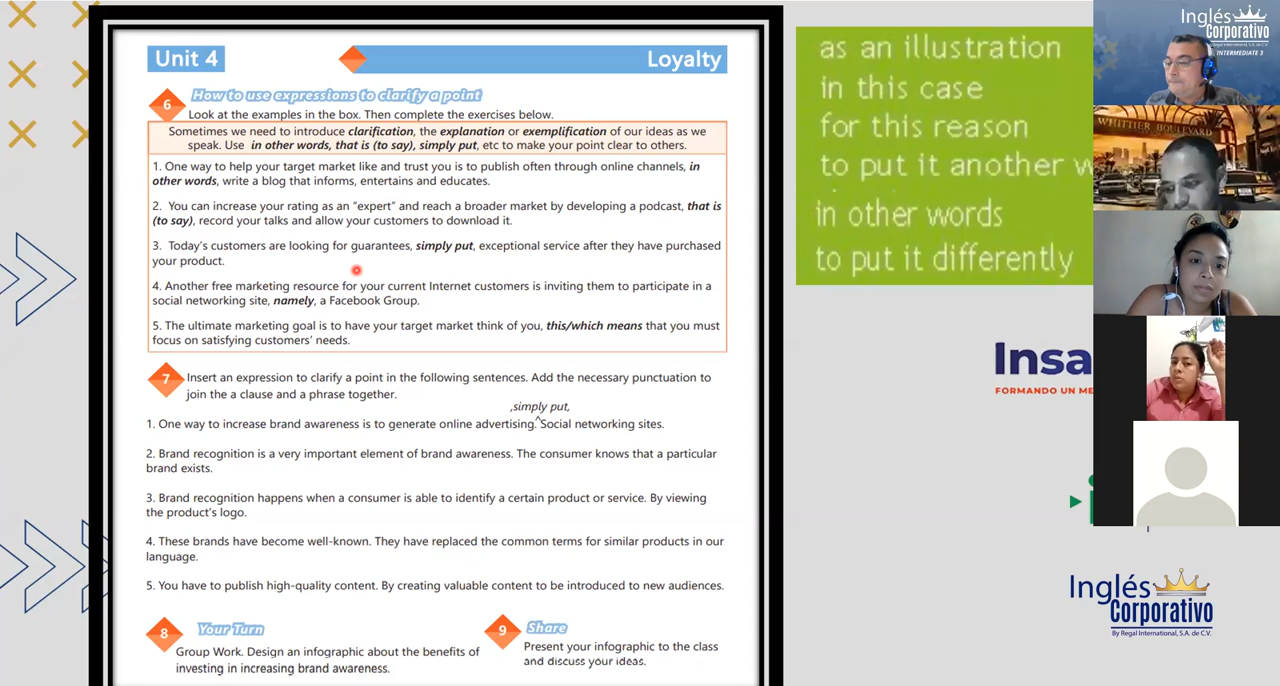 Unit 4
Loyalty
6 How to use expressions to clarify a point
Look at the examples in the box. Then complete the exercises below.
Sometimes we need to introduce clarification, the explanation or exemplification of our ideas as we
speak. Use in other words, that is (to say), simply put, etc to make your point clear to others.
1. One way to help your target market like and trust you is to publish often through online channels, in
other words, write a blog that informs, entertains and educates.
2. You can increase your rating as an “expert” and reach a broader market by developing a podcast, that is
(to say), record your talks and allow your customers to download it.
3. Today’s customers are looking for guarantees, simply put, exceptional service after they have purchased
your product.
4. Another free marketing resource for your current Internet customers is inviting them to participate in a
social networking site, namely, a Facebook Group.
5. The ultimate marketing goal is to have your target market think of you, this/which means that you must
focus on satisfying customers’ needs.
7 Insert an expression to clarify a point in the following sentences. Add the necessary punctuation to
join the a clause and a phrase together.
,simply put,
1. One way to increase brand awareness is to generate online advertising.^Social networking sites.
2. Brand recognition is a very important element of brand awareness. The consumer knows that a particular
brand exists.
3. Brand recognition happens when a consumer is able to identify a certain product or service. By viewing
the product’s logo.
4. These brands have become well-known. They have replaced the common terms for similar products in our
language.
5. You have to publish high-quality content. By creating valuable content to be introduced to new audiences.
8 Your Turn
Group Work. Design an infographic about the benefits of
investing in increasing brand awareness.
9 Share
Present your infographic to the class
and discuss your ideas.
as an illustration
in this case
for this reason
to put it another w
in other words
to put it differently
Insa
FORMANDO UN ME
Inglés
Corporativo
By Regal International, S.A. de C.V.
Inglés
Corporativo
INTERMEDIATE 3
WHITTIER BOULEVARD